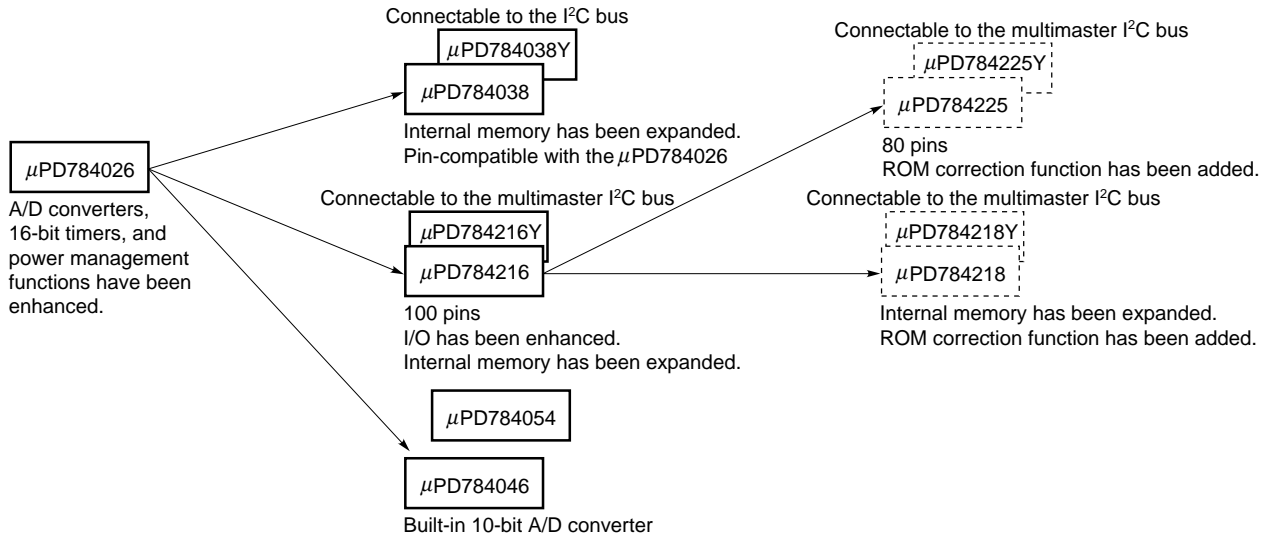 μPD784026
A/D converters,
16-bit timers, and
power management
functions have been
enhanced.
Connectable to the I²C bus
μPD784038Y
μPD784038
Internal memory has been expanded.
Pin-compatible with the μPD784026
Connectable to the multimaster I²C bus
μPD784216Y
μPD784216
100 pins
I/O has been enhanced.
Internal memory has been expanded.
μPD784054
μPD784046
Built-in 10-bit A/D converter
Connectable to the multimaster I²C bus
μPD784225Y
μPD784225
80 pins
ROM correction function has been added.
Connectable to the multimaster I²C bus
μPD784218Y
μPD784218
Internal memory has been expanded.
ROM correction function has been added.